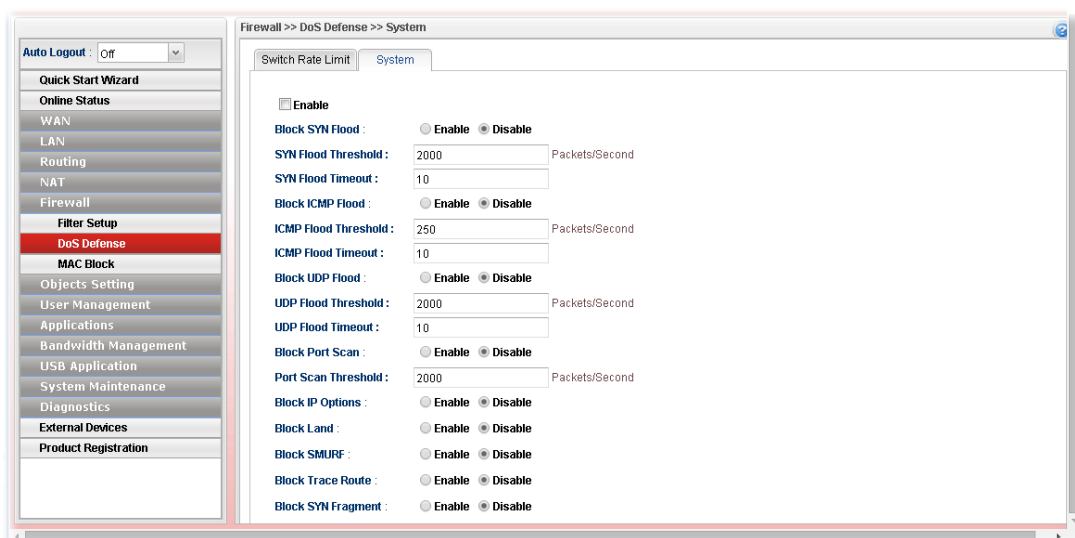 Firewall >> DoS Defense >> System
Auto Logout : Off
Quick Start Wizard
Online Status
WAN
LAN
Routing
NAT
Firewall
Filter Setup
DoS Defense
MAC Block
Objects Setting
User Management
Applications
Bandwidth Management
USB Application
System Maintenance
Diagnostics
External Devices
Product Registration
Switch Rate Limit System
Enable
Block SYN Flood : Enable Disable
SYN Flood Threshold : 2000 Packets/Second
SYN Flood Timeout : 10
Block ICMP Flood : Enable Disable
ICMP Flood Threshold : 250 Packets/Second
ICMP Flood Timeout : 10
Block UDP Flood : Enable Disable
UDP Flood Threshold : 2000 Packets/Second
UDP Flood Timeout : 10
Block Port Scan : Enable Disable
Port Scan Threshold : 2000 Packets/Second
Block IP Options : Enable Disable
Block Land : Enable Disable
Block SMURF : Enable Disable
Block Trace Route : Enable Disable
Block SYN Fragment : Enable Disable